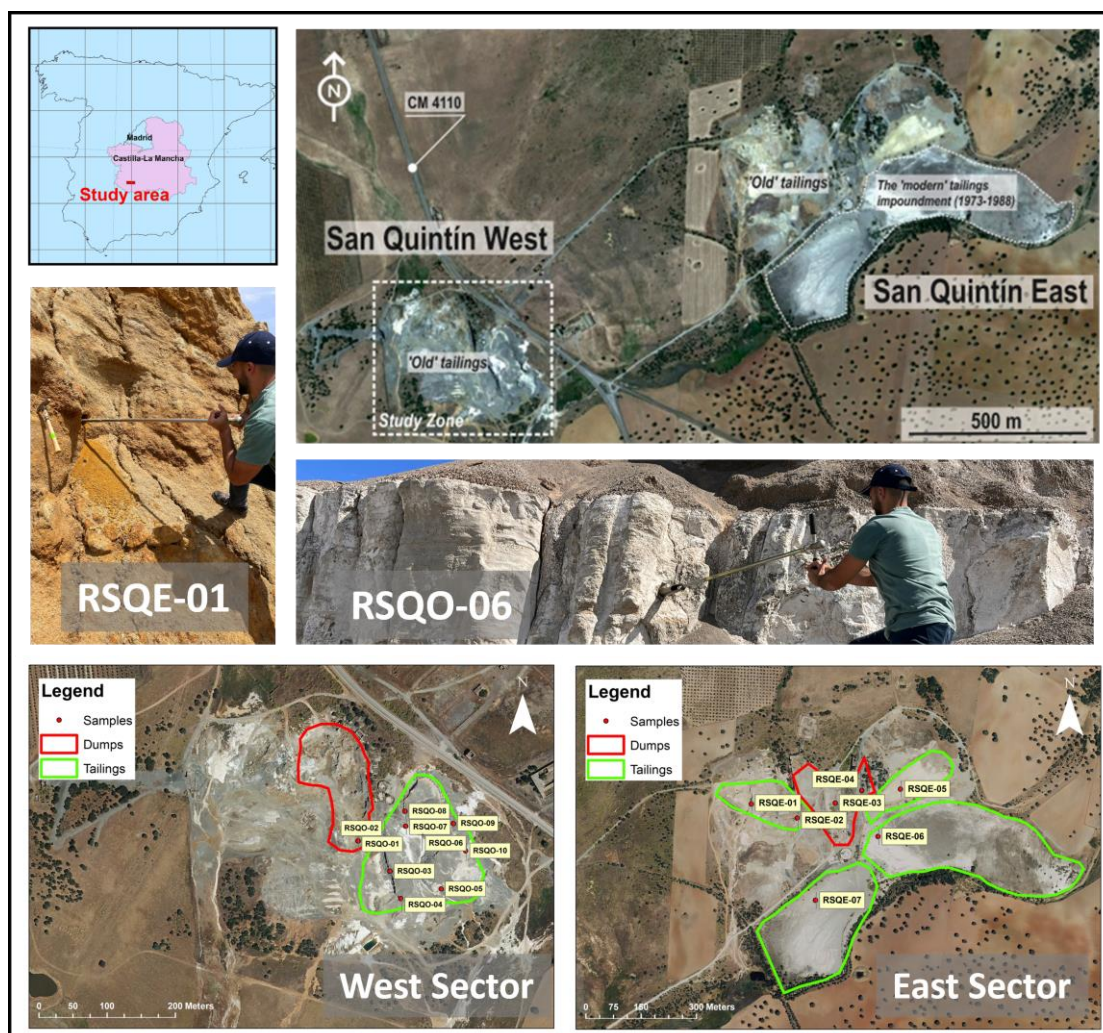 Madrid
Castilla-La Mancha
Study area
N
CM 4110
'Old' tailings
The 'modern' tailings
impoundment (1973-1988)
San Quintín West
San Quintín East
'Old' tailings
Study Zone
500 m
RSQE-01
RSQO-06
Legend
Samples
Dumps
Tailings
N
RSQO-08
RSQO-02
RSQO-07
RSQO-09
RSQO-01
RSQO-06
RSQO-10
RSQO-03
RSQO-05
RSQO-04
West Sector
0 50 100 200 Meters
Legend
Samples
Dumps
Tailings
N
RSQE-04
RSQE-05
RSQE-01
RSQE-03
RSQE-02
RSQE-06
RSQE-07
East Sector
0 75 150 300 Meters